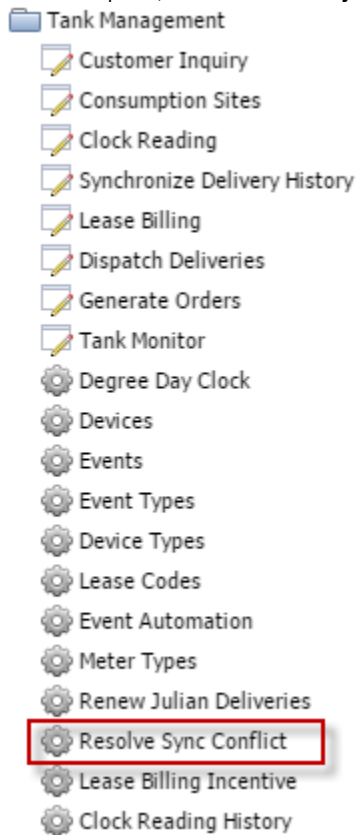 Tank Management
Customer Inquiry
Consumption Sites
Clock Reading
Synchronize Delivery History
Lease Billing
Dispatch Deliveries
Generate Orders
Tank Monitor
Degree Day Clock
Devices
Events
Event Types
Device Types
Lease Codes
Event Automation
Meter Types
Renew Julian Deliveries
Resolve Sync Conflict
Lease Billing Incentive
Clock Reading History